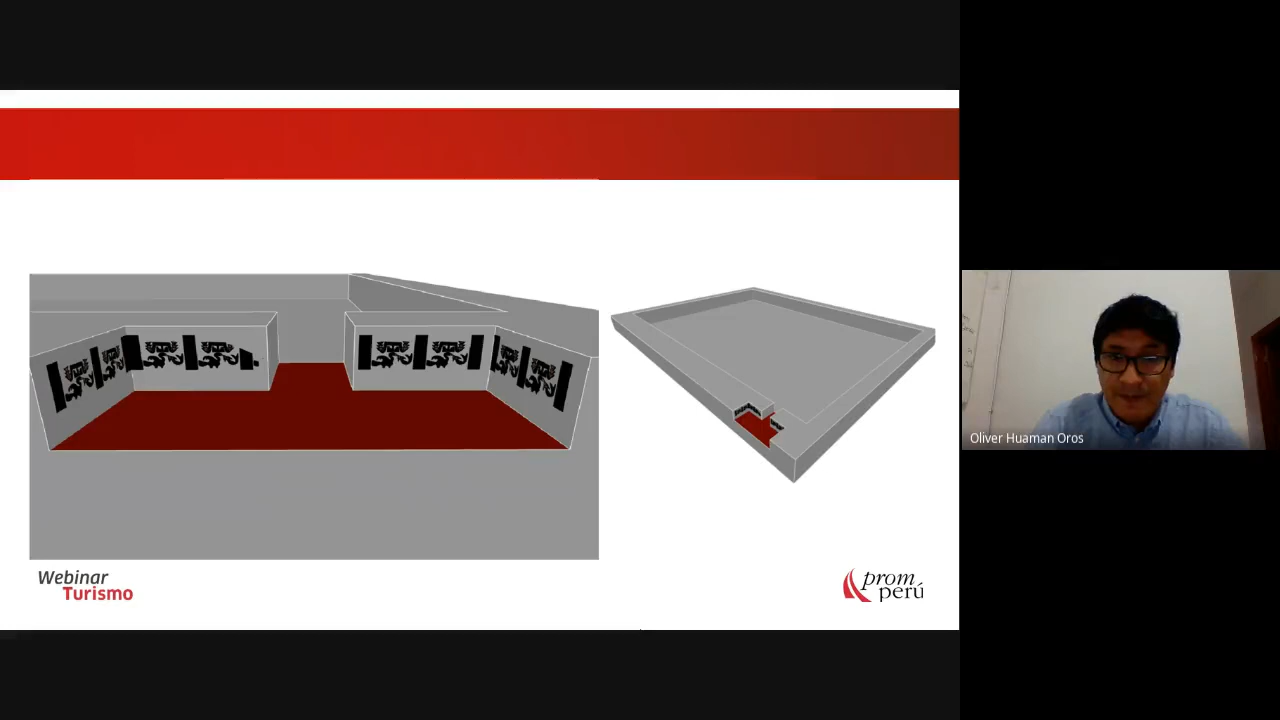 Webinar
Turismo
prom
perú
Oliver Huaman Oros